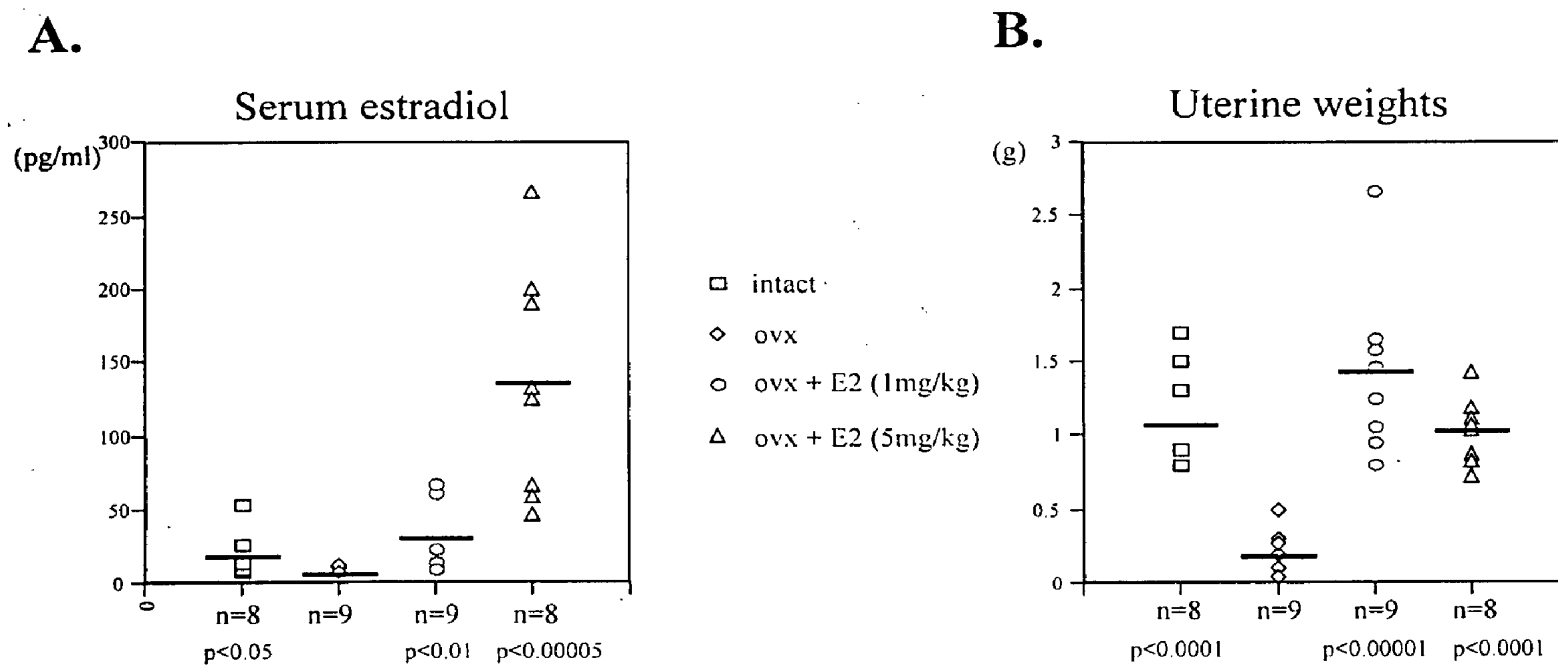 A.
Serum estradiol
(pg/ml)
300
250
200
150
100
50
0
0
n=8 n=9 n=9 n=8
p<0.05 p<0.01 p<0.00005
intact
ovx
ovx + E2 (1mg/kg)
ovx + E2 (5mg/kg)
B.
Uterine weights
(g)
3
2.5
2
1.5
1
0.5
0
n=8 n=9 n=9 n=8
p<0.0001 p<0.00001 p<0.0001